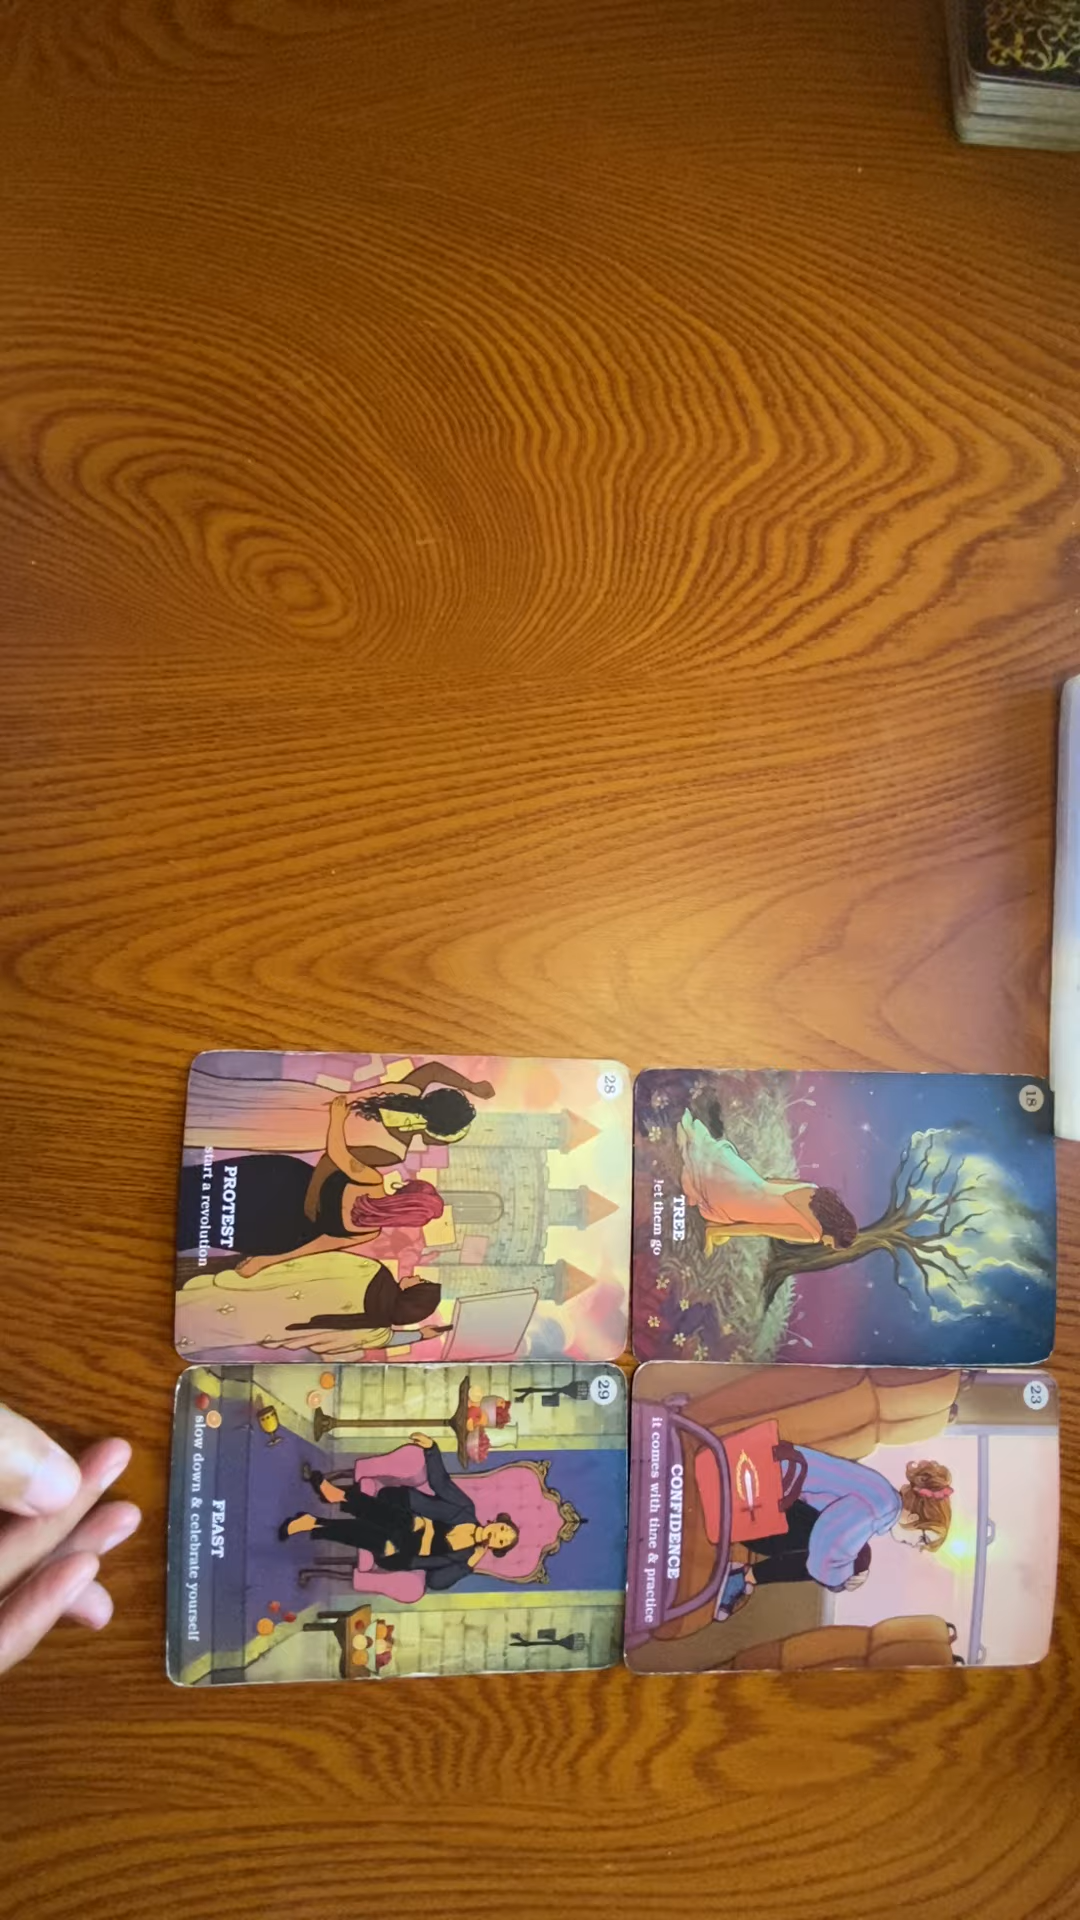 18
TREE
let them go
23
CONFIDENCE
it comes with time & practice
28
PROTEST
start a revolution
29
FEAST
slow down & celebrate yourself